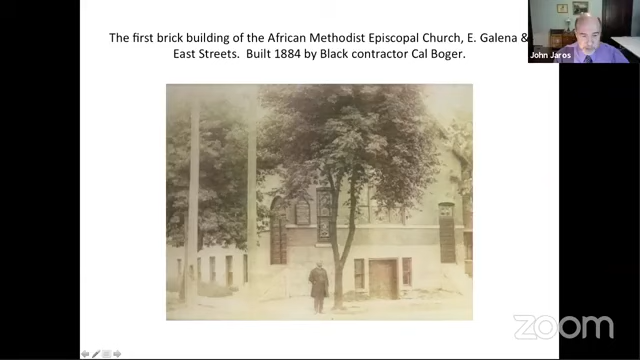 The first brick building of the African Methodist Episcopal Church, E. Galena &
East Streets. Built 1884 by Black contractor Cal Boger.
John Jaros
zoom